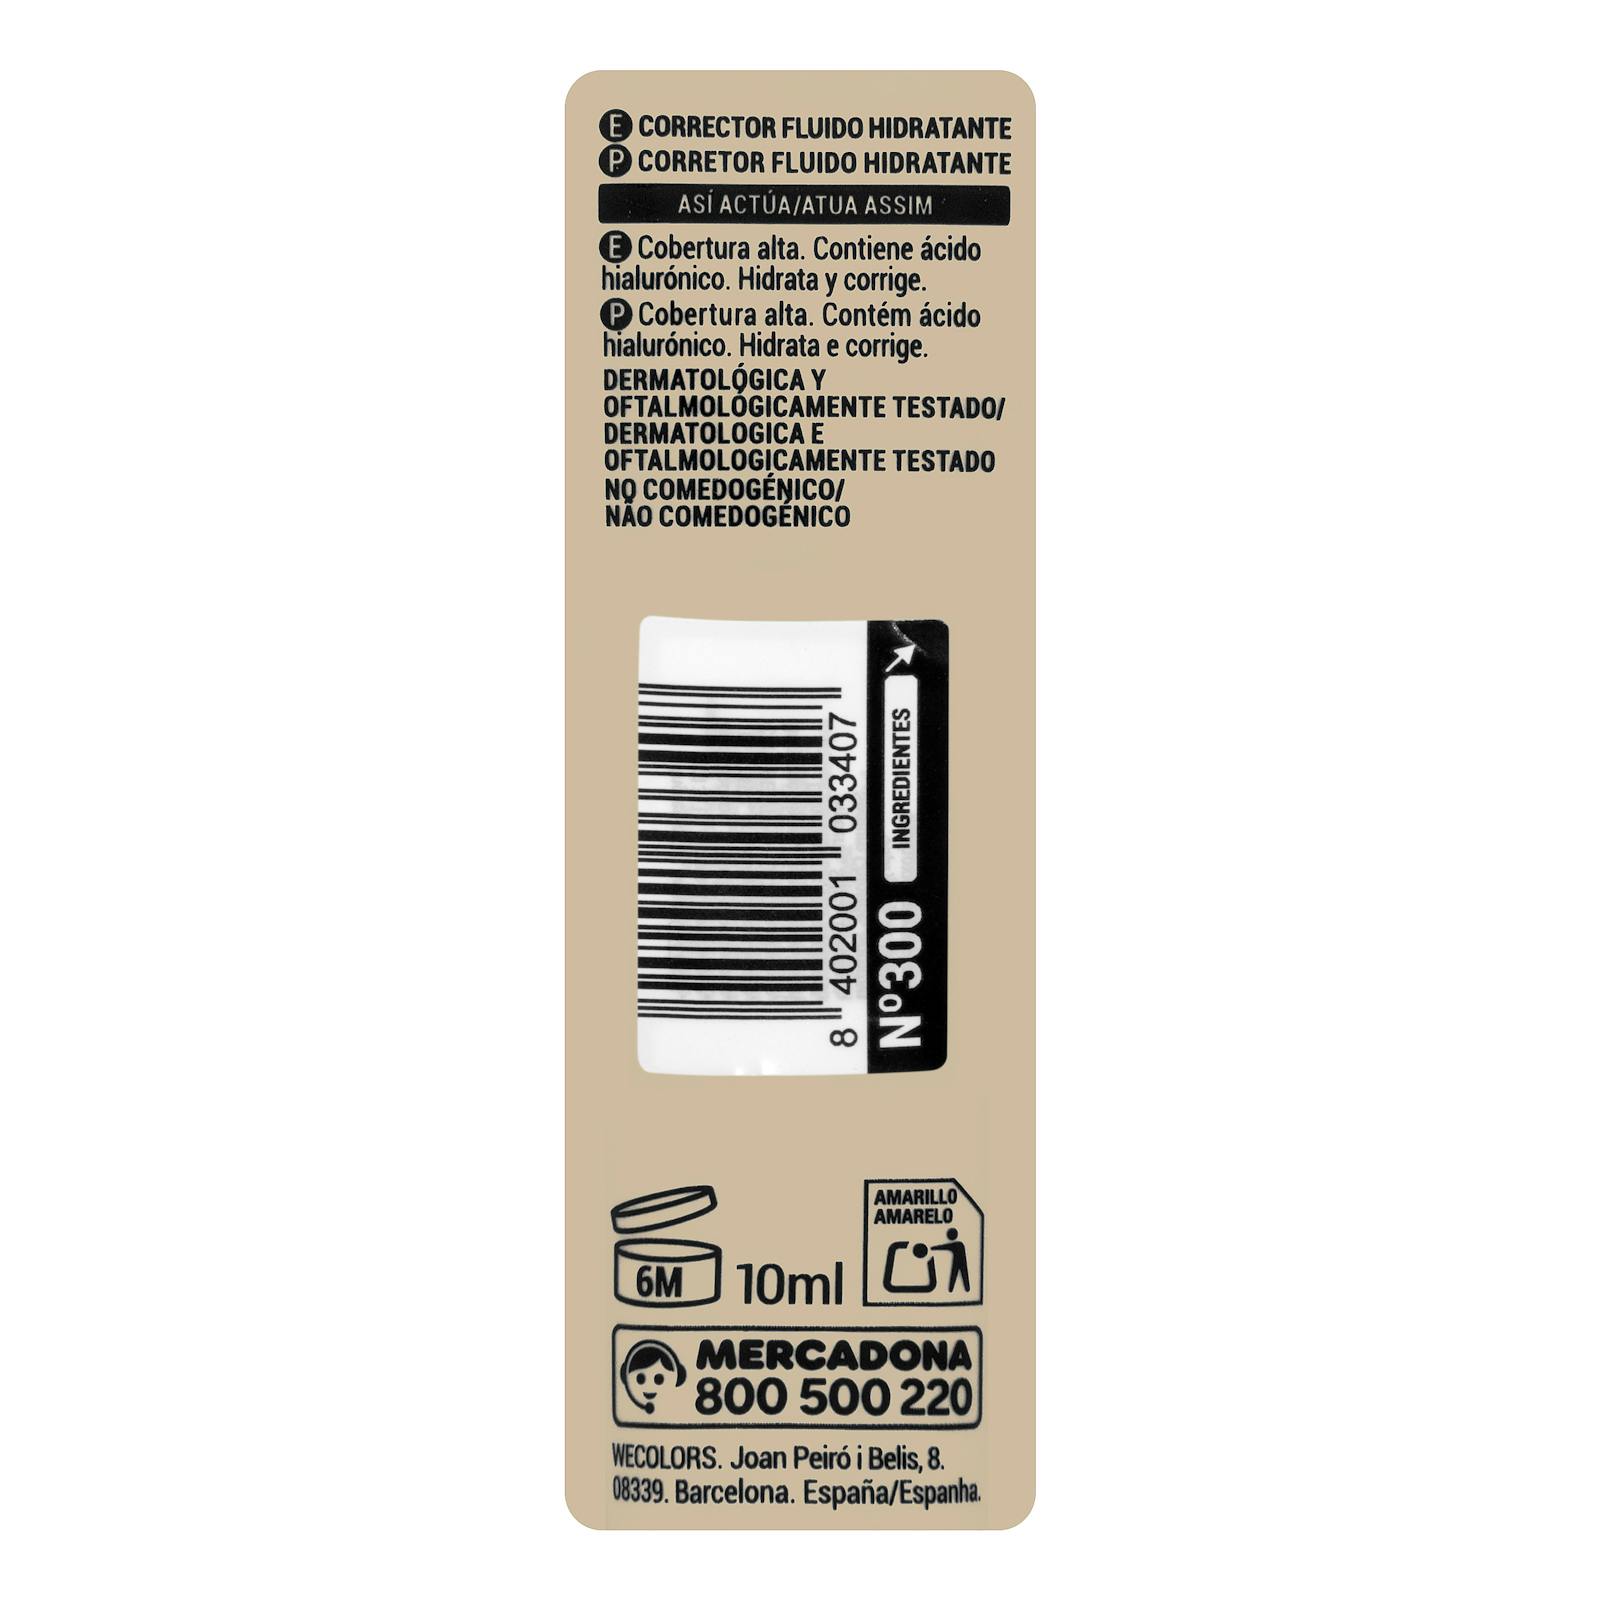 E CORRECTOR FLUIDO HIDRATANTE
P CORRETOR FLUIDO HIDRATANTE
ASÍ ACTÚA/ATUA ASSIM
E Cobertura alta. Contiene ácido
hialurónico. Hidrata y corrige.
P Cobertura alta. Contém ácido
hialurónico. Hidrata e corrige.
DERMATOLÓGICA Y
OFTALMOLÓGICAMENTE TESTADO/
DERMATOLOGICA E
OFTALMOLOGICAMENTE TESTADO
NO COMEDOGÉNICO/
NÃO COMEDOGÉNICO
8 402001 033407
Nº300 INGREDIENTES
AMARILLO
AMARELO
6M 10ml
MERCADONA
800 500 220
WECOLORS. Joan Peiró i Belis, 8.
08339. Barcelona. España/Espanha.